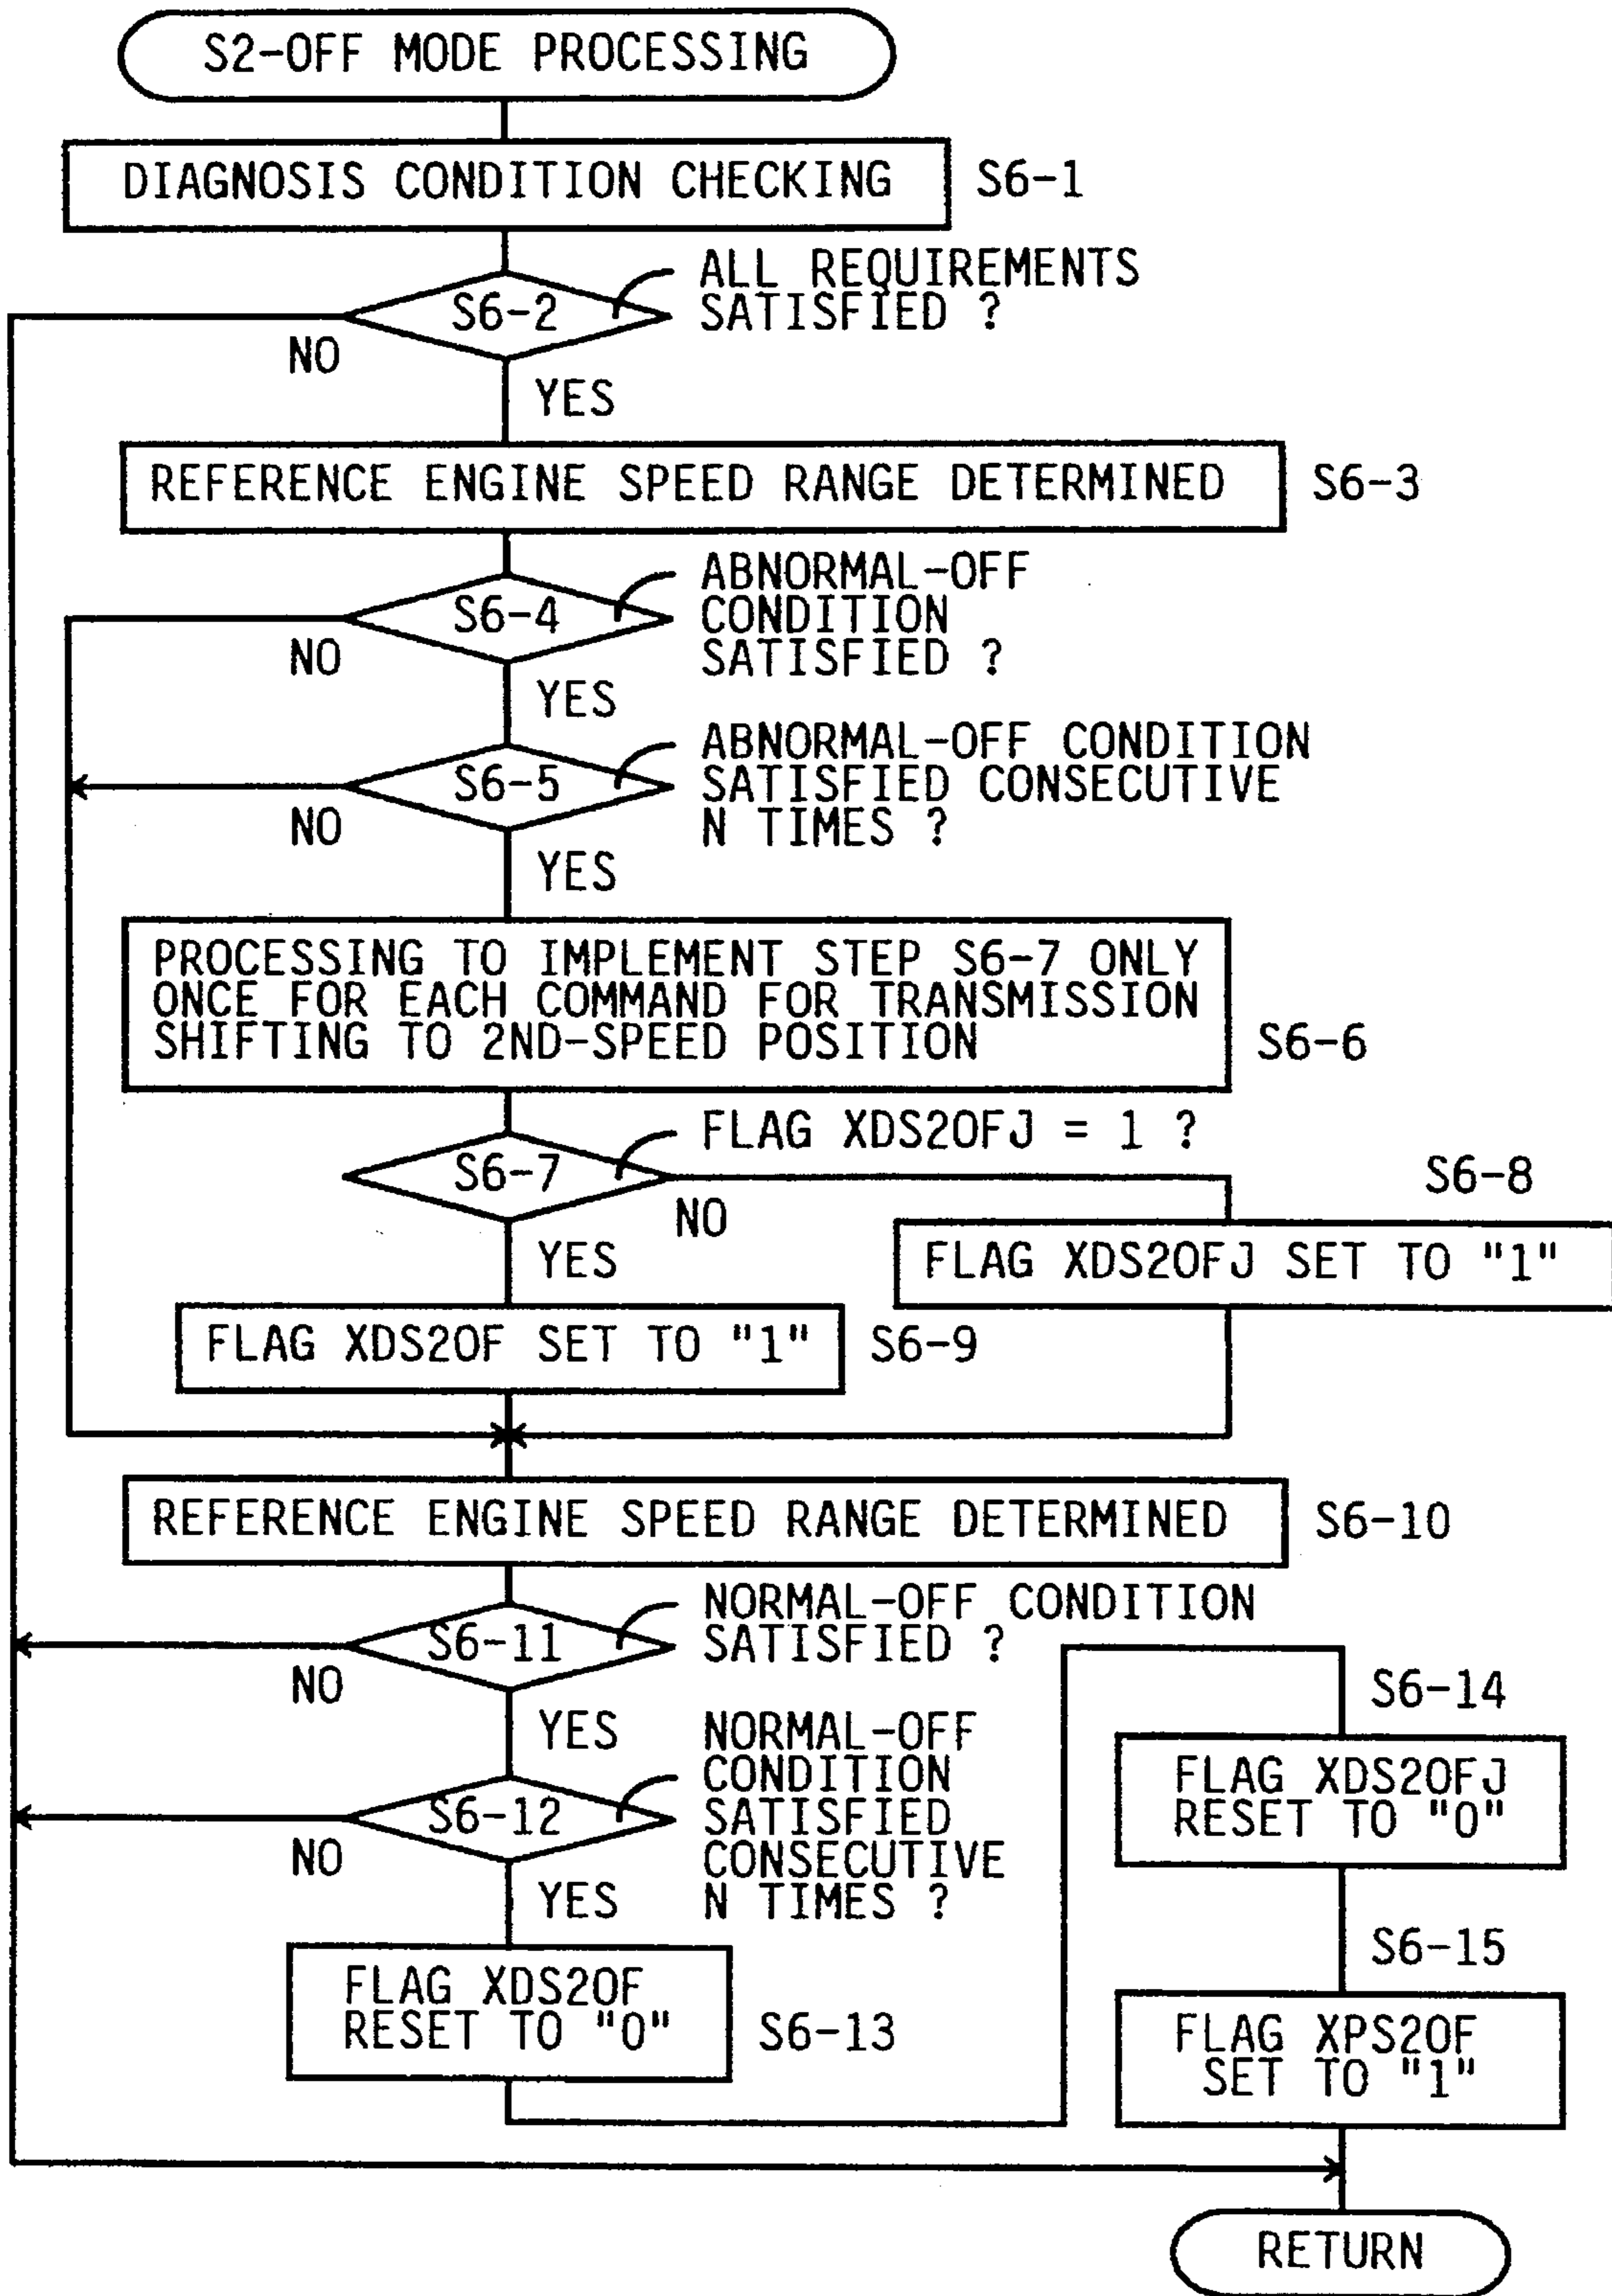 S2-OFF MODE PROCESSING
DIAGNOSIS CONDITION CHECKING
S6-1
S6-2
ALL REQUIREMENTS
SATISFIED ?
NO
YES
REFERENCE ENGINE SPEED RANGE DETERMINED
S6-3
S6-4
ABNORMAL-OFF
CONDITION
SATISFIED ?
NO
YES
S6-5
ABNORMAL-OFF CONDITION
SATISFIED CONSECUTIVE
N TIMES ?
NO
YES
PROCESSING TO IMPLEMENT STEP S6-7 ONLY
ONCE FOR EACH COMMAND FOR TRANSMISSION
SHIFTING TO 2ND-SPEED POSITION
S6-6
S6-7
FLAG XDS2OFJ = 1 ?
NO
YES
S6-8
FLAG XDS2OFJ SET TO "1"
FLAG XDS2OF SET TO "1"
S6-9
REFERENCE ENGINE SPEED RANGE DETERMINED
S6-10
S6-11
NORMAL-OFF CONDITION
SATISFIED ?
NO
YES
S6-12
NORMAL-OFF
CONDITION
SATISFIED
CONSECUTIVE
N TIMES ?
NO
YES
FLAG XDS2OF
RESET TO "0"
S6-13
S6-14
FLAG XDS2OFJ
RESET TO "0"
S6-15
FLAG XPS2OF
SET TO "1"
RETURN